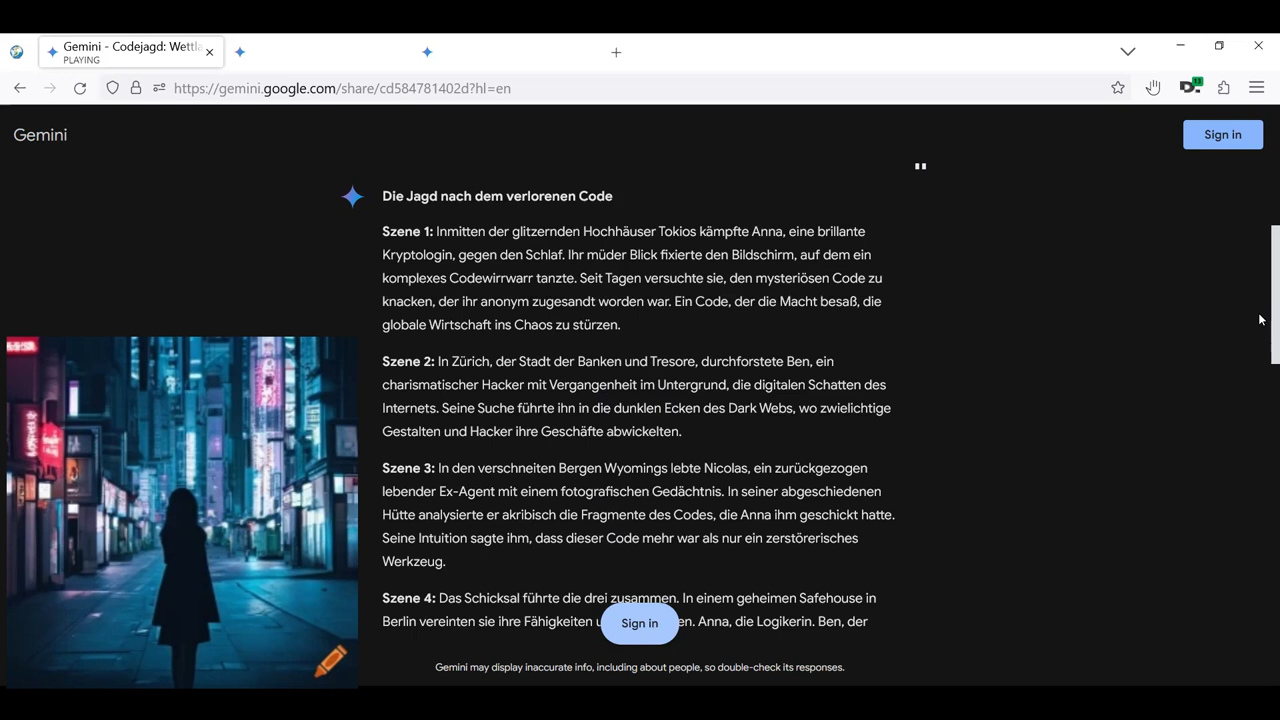 Gemini - Codejagd: Wettl
PLAYING
https://gemini.google.com/share/cd584781402d?hl=en
13
D
Gemini
Sign in
"
Die Jagd nach dem verlorenen Code
Szene 1: Inmitten der glitzernden Hochhäuser Tokios kämpfte Anna, eine brillante
Kryptologin, gegen den Schlaf. Ihr müder Blick fixierte den Bildschirm, auf dem ein
komplexes Codewirrwarr tanzte. Seit Tagen versuchte sie, den mysteriösen Code zu
knacken, der ihr anonym zugesandt worden war. Ein Code, der die Macht besaß, die
globale Wirtschaft ins Chaos zu stürzen.
Szene 2: In Zürich, der Stadt der Banken und Tresore, durchforstete Ben, ein
charismatischer Hacker mit Vergangenheit im Untergrund, die digitalen Schatten des
Internets. Seine Suche führte ihn in die dunklen Ecken des Dark Webs, wo zwielichtige
Gestalten und Hacker ihre Geschäfte abwickelten.
Szene 3: In den verschneiten Bergen Wyomings lebte Nicolas, ein zurückgezogen
lebender Ex-Agent mit einem fotografischen Gedächtnis. In seiner abgeschiedenen
Hütte analysierte er akribisch die Fragmente des Codes, die Anna ihm geschickt hatte.
Seine Intuition sagte ihm, dass dieser Code mehr war als nur ein zerstörerisches
Werkzeug.
Szene 4: Das Schicksal führte die drei zusammen. In einem geheimen Safehouse in
Berlin vereinten sie ihre Fähigkeiten u en. Anna, die Logikerin. Ben, der
Sign in
Gemini may display inaccurate info, including about people, so double-check its responses.